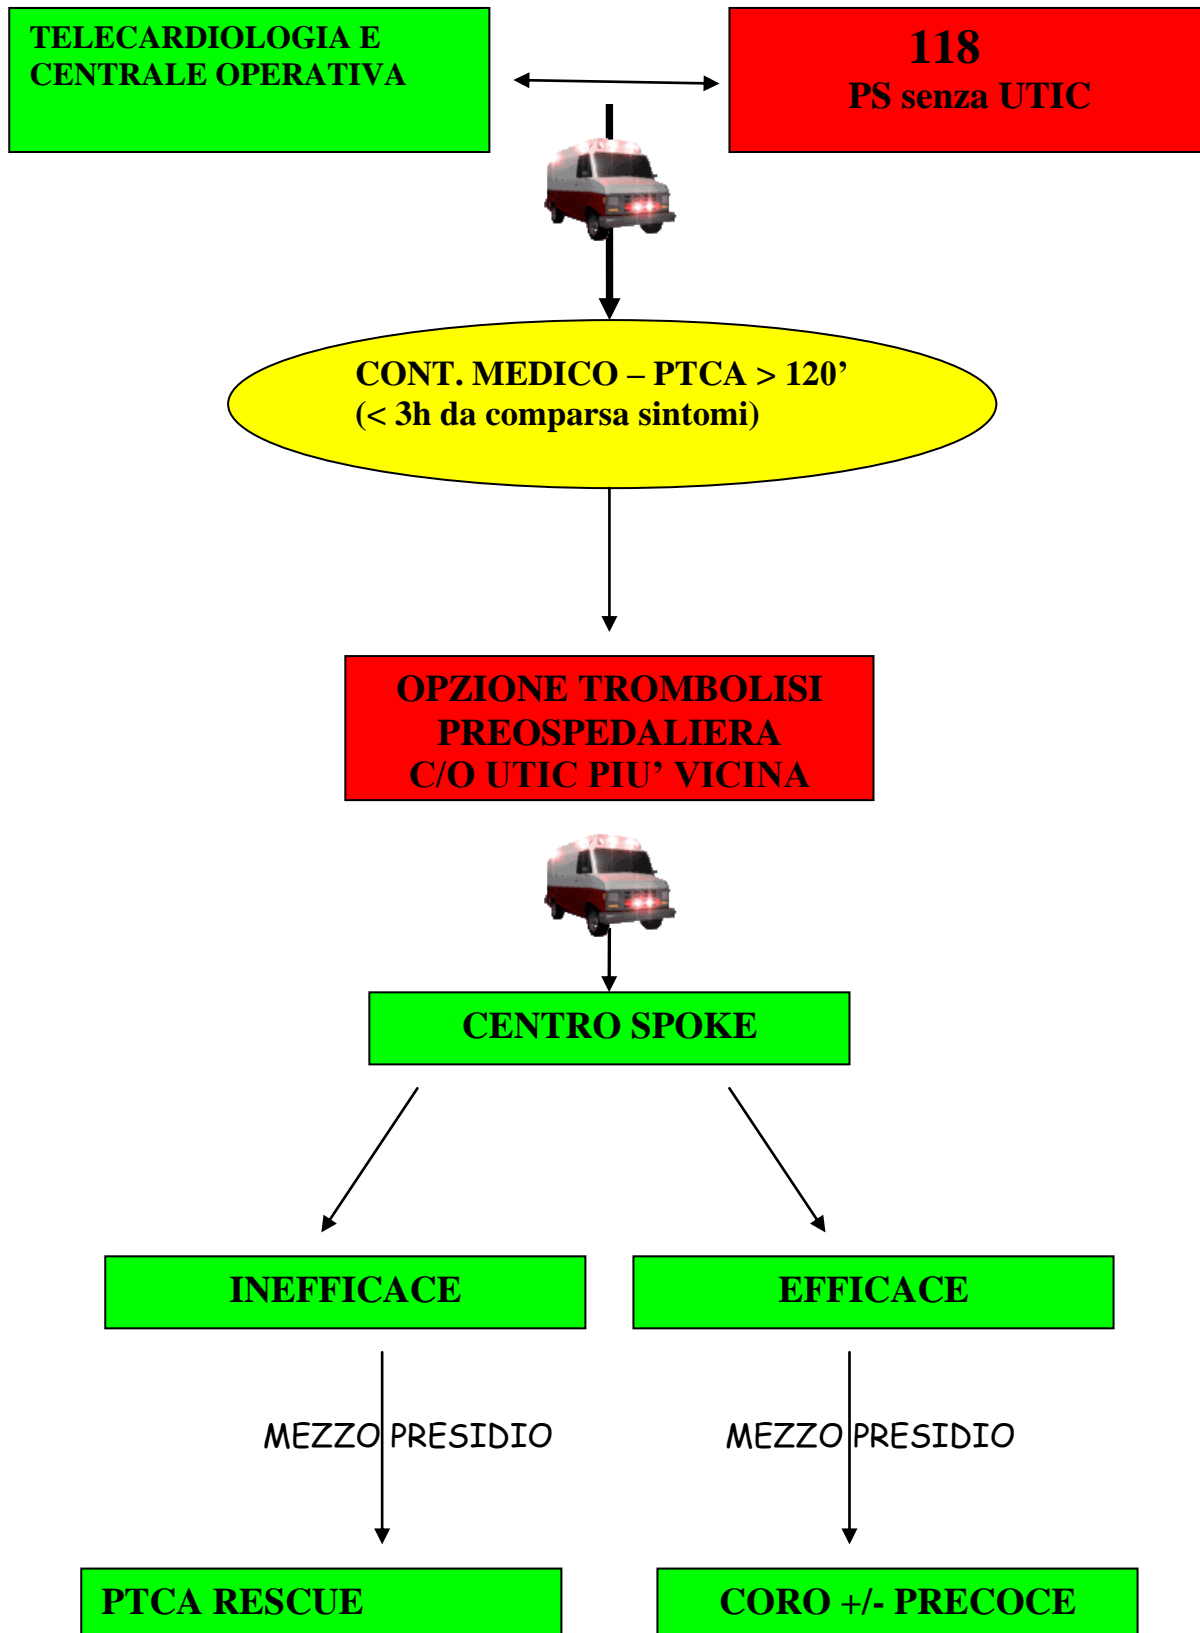 TELECARDIOLOGIA E
CENTRALE OPERATIVA
118
PS senza UTIC
CONT. MEDICO – PTCA > 120’
(< 3h da comparsa sintomi)
OPZIONE TROMBOLISI
PREOSPEDALIERA
C/O UTIC PIU’ VICINA
CENTRO SPOKE
INEFFICACE
EFFICACE
MEZZO PRESIDIO
MEZZO PRESIDIO
PTCA RESCUE
CORO +/- PRECOCE